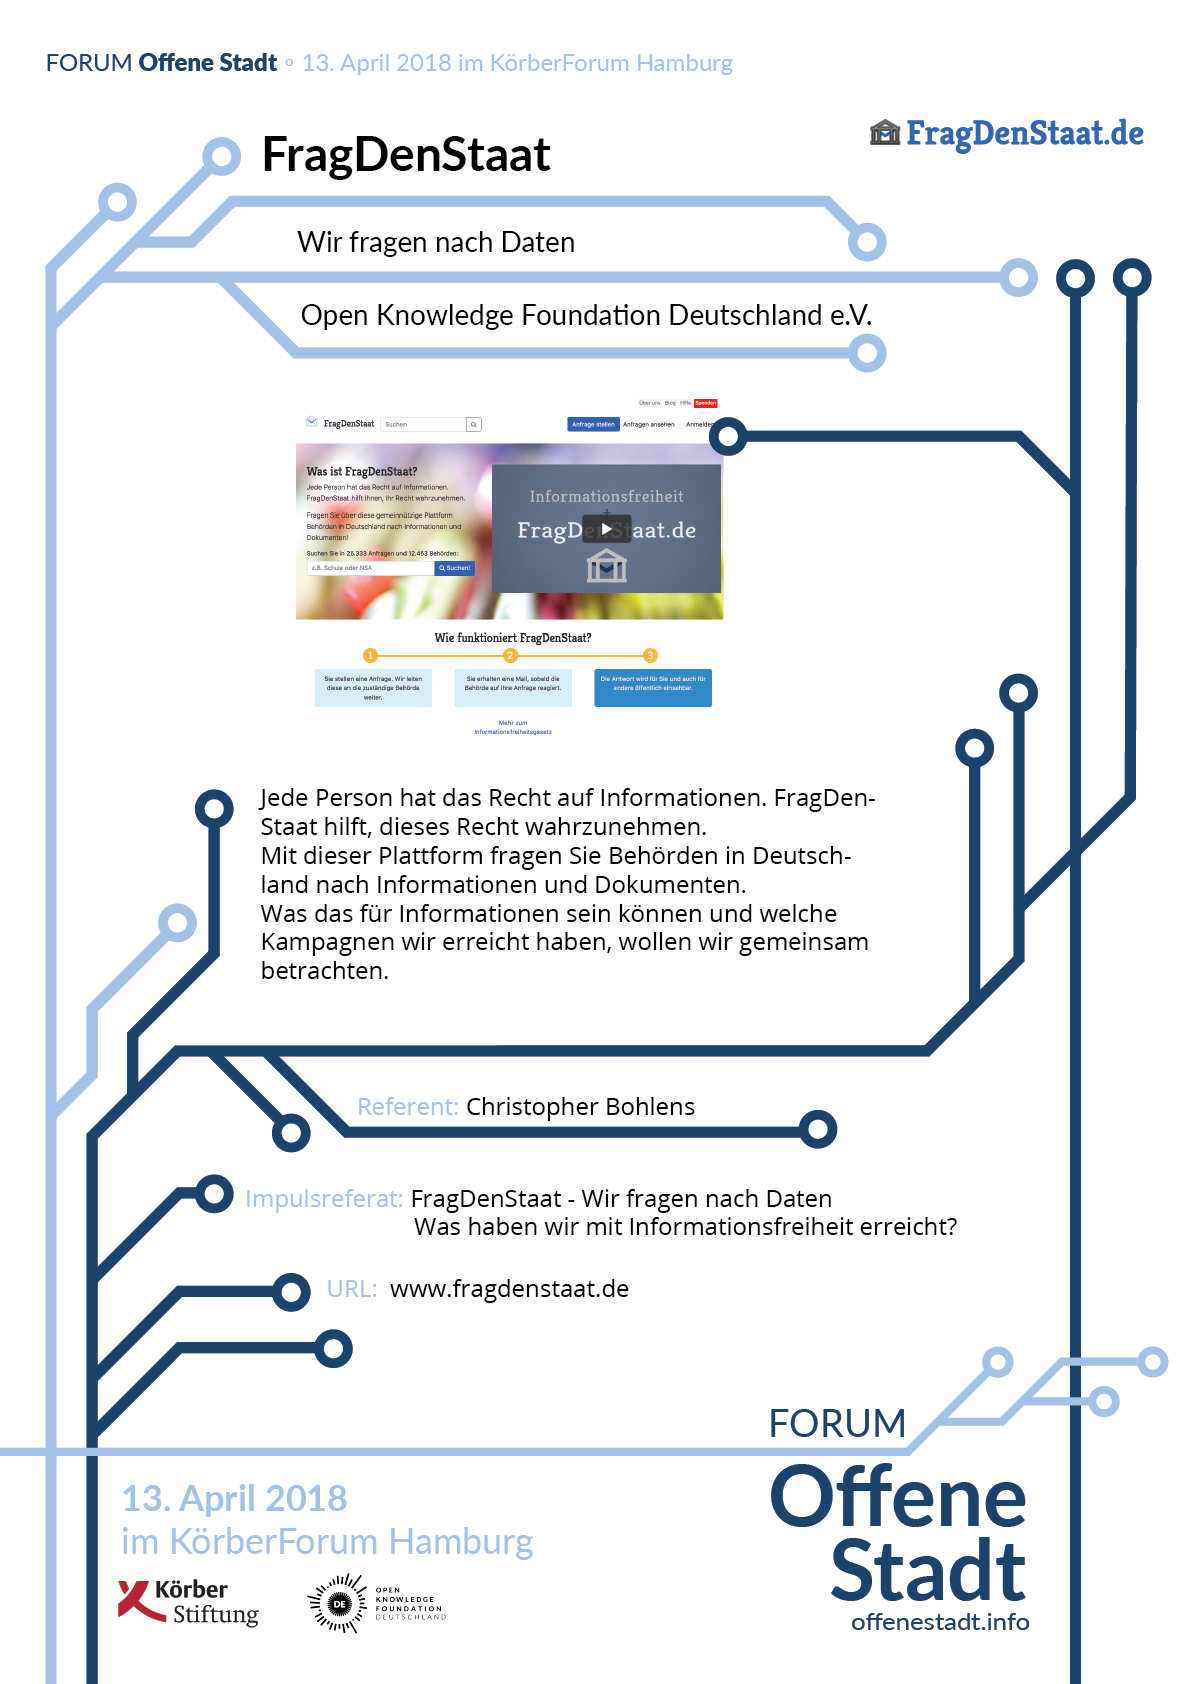 FORUM Offene Stadt ° 13. April 2018 im KörberForum Hamburg
FragDenStaat.de
FragDenStaat
Wir fragen nach Daten
Open Knowledge Foundation Deutschland e.V.
Über uns Blog Hilfe Spenden
FragDenStaat Suchen Anfrage stellen Anfragen ansehen Anmelden
Was ist FragDenStaat?
Jede Person hat das Recht auf Informationen.
FragDenStaat hilft Ihnen, Ihr Recht wahrzunehmen.
Fragen Sie über diese gemeinnützige Plattform
Behörden in Deutschland nach Informationen und
Dokumenten!
Suchen Sie in 25.333 Anfragen und 12.453 Behörden:
z.B. Schule oder NSA Suchen!
Informationsfreiheit
+
FragDenStaat.de
Wie funktioniert FragDenStaat?
1 2 3
Sie stellen eine Anfrage. Wir leiten
diese an die zuständige Behörde
weiter.
Sie erhalten eine Mail, sobald die
Behörde auf Ihre Anfrage reagiert.
Die Antwort wird für Sie und auch für
andere öffentlich einsehbar.
Mehr zum
Informationsfreiheitsgesetz
Jede Person hat das Recht auf Informationen. FragDen-
Staat hilft, dieses Recht wahrzunehmen.
Mit dieser Plattform fragen Sie Behörden in Deutsch-
land nach Informationen und Dokumenten.
Was das für Informationen sein können und welche
Kampagnen wir erreicht haben, wollen wir gemeinsam
betrachten.
Referent: Christopher Bohlens
Impulsreferat: FragDenStaat - Wir fragen nach Daten
Was haben wir mit Informationsfreiheit erreicht?
URL: www.fragdenstaat.de
FORUM
Offene
Stadt
offenestadt.info
13. April 2018
im KörberForum Hamburg
Körber
Stiftung
DE
OPEN
KNOWLEDGE
FOUNDATION
DEUTSCHLAND